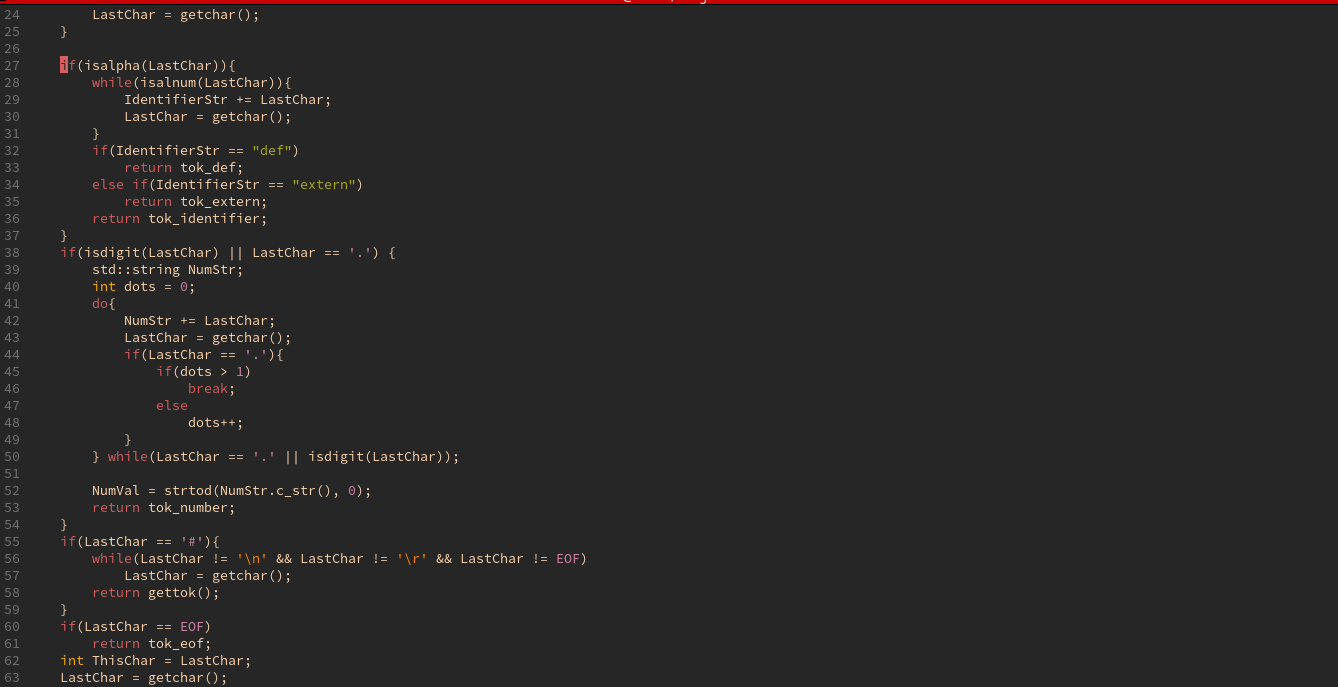 24        LastChar = getchar();
25    }
26
27    if(isalpha(LastChar)){
28        while(isalnum(LastChar)){
29            IdentifierStr += LastChar;
30            LastChar = getchar();
31        }
32        if(IdentifierStr == "def")
33            return tok_def;
34        else if(IdentifierStr == "extern")
35            return tok_extern;
36        return tok_identifier;
37    }
38    if(isdigit(LastChar) || LastChar == '.') {
39        std::string NumStr;
40        int dots = 0;
41        do{
42            NumStr += LastChar;
43            LastChar = getchar();
44            if(LastChar == '.'){
45                if(dots > 1)
46                    break;
47                else
48                    dots++;
49            }
50        } while(LastChar == '.' || isdigit(LastChar));
51
52        NumVal = strtod(NumStr.c_str(), 0);
53        return tok_number;
54    }
55    if(LastChar == '#'){
56        while(LastChar != '\n' && LastChar != '\r' && LastChar != EOF)
57            LastChar = getchar();
58        return gettok();
59    }
60    if(LastChar == EOF)
61        return tok_eof;
62    int ThisChar = LastChar;
63    LastChar = getchar();